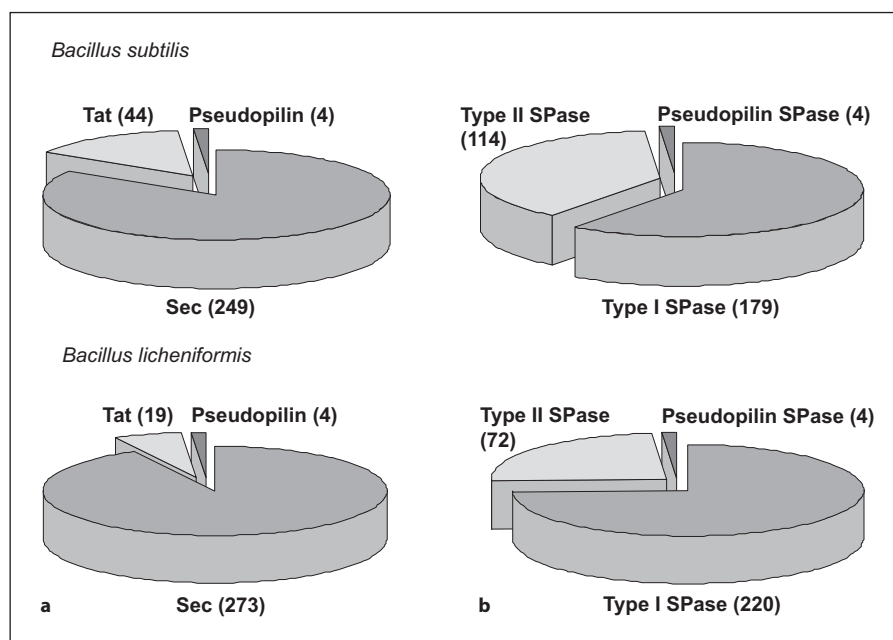 Bacillus subtilis
Tat (44)
Pseudopilin (4)
Sec (249)
Type II SPase
(114)
Pseudopilin SPase (4)
Type I SPase (179)
Bacillus licheniformis
Tat (19)
Pseudopilin (4)
a
Sec (273)
Type II SPase
(72)
Pseudopilin SPase (4)
b
Type I SPase (220)